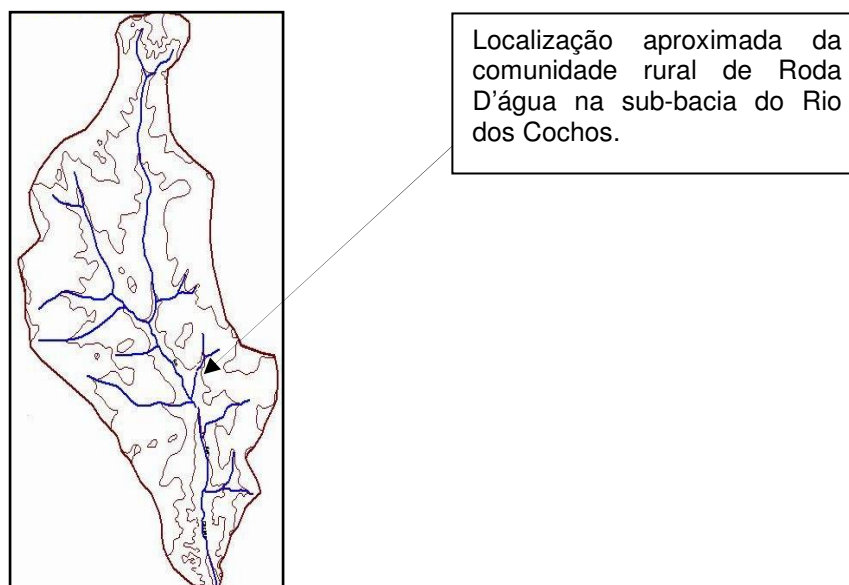 Localização aproximada da
comunidade rural de Roda
D’água na sub-bacia do Rio
dos Cochos.